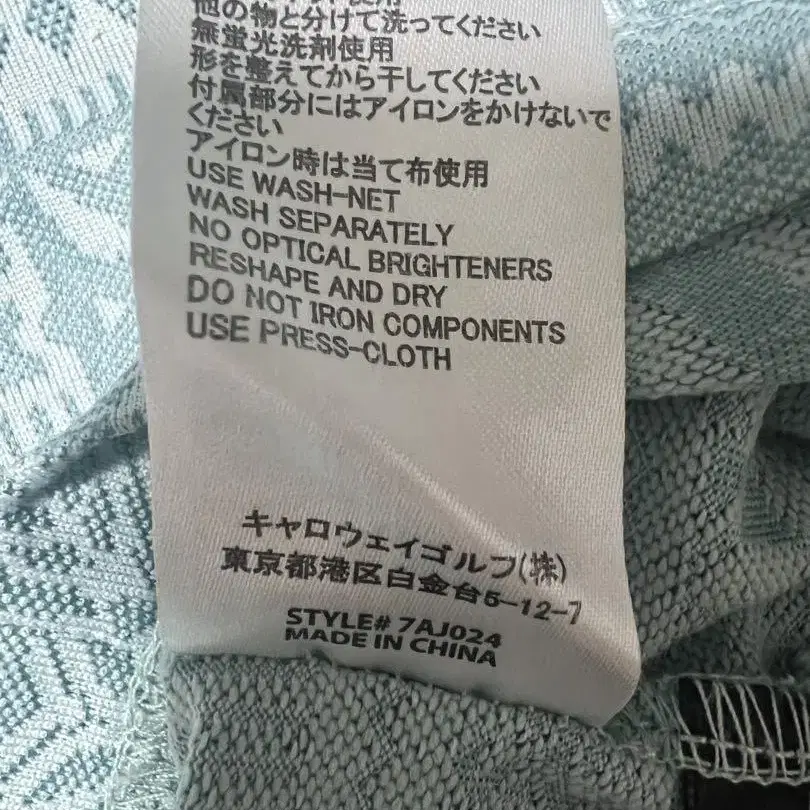 使用
他の物と分けて洗ってください
無蛍光洗剤使用
形を整えてから干してください
付属部分にはアイロンをかけないで
ください
アイロン時は当て布使用
USE WASH-NET
WASH SEPARATELY
NO OPTICAL BRIGHTENERS
RESHAPE AND DRY
DO NOT IRON COMPONENTS
USE PRESS-CLOTH
キャロウェイゴルフ(株)
東京都港区白金台5-12-7
STYLE# 7AJ024
MADE IN CHINA